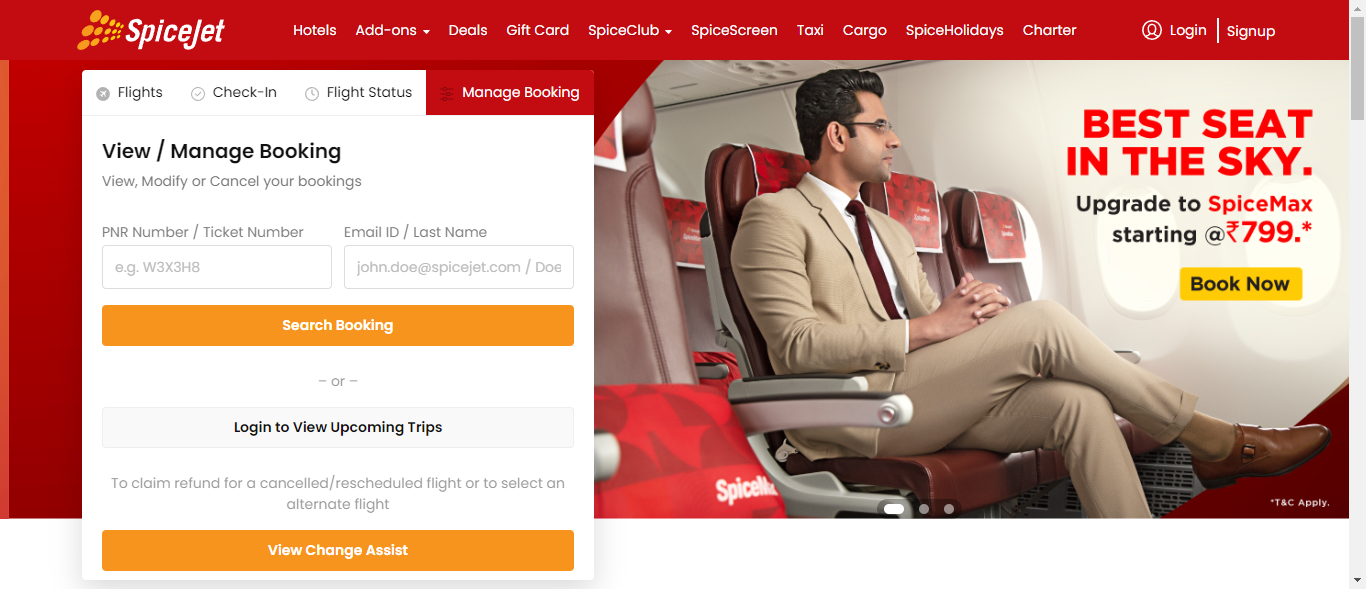 SpiceJet
Hotels Add-ons Deals Gift Card SpiceClub SpiceScreen Taxi Cargo SpiceHolidays Charter Login Signup
Flights Check-In Flight Status Manage Booking
View / Manage Booking
View, Modify or Cancel your bookings
PNR Number / Ticket Number Email ID / Last Name
e.g. W3X3H8 john.doe@spicejet.com / Doe
Search Booking
– or –
Login to View Upcoming Trips
To claim refund for a cancelled/rescheduled flight or to select an
alternate flight
View Change Assist
BEST SEAT
IN THE SKY.
Upgrade to SpiceMax
starting @₹799.*
Book Now
*T&C Apply.